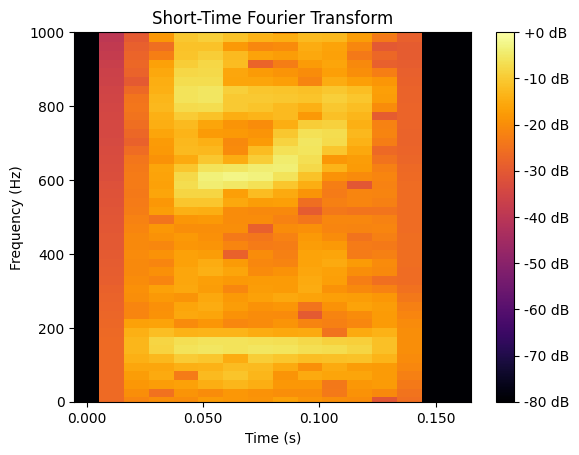 Short-Time Fourier Transform
1000
800
600
400
200
0
Frequency (Hz)
0.000
0.050
0.100
0.150
Time (s)
+0 dB
-10 dB
-20 dB
-30 dB
-40 dB
-50 dB
-60 dB
-70 dB
-80 dB